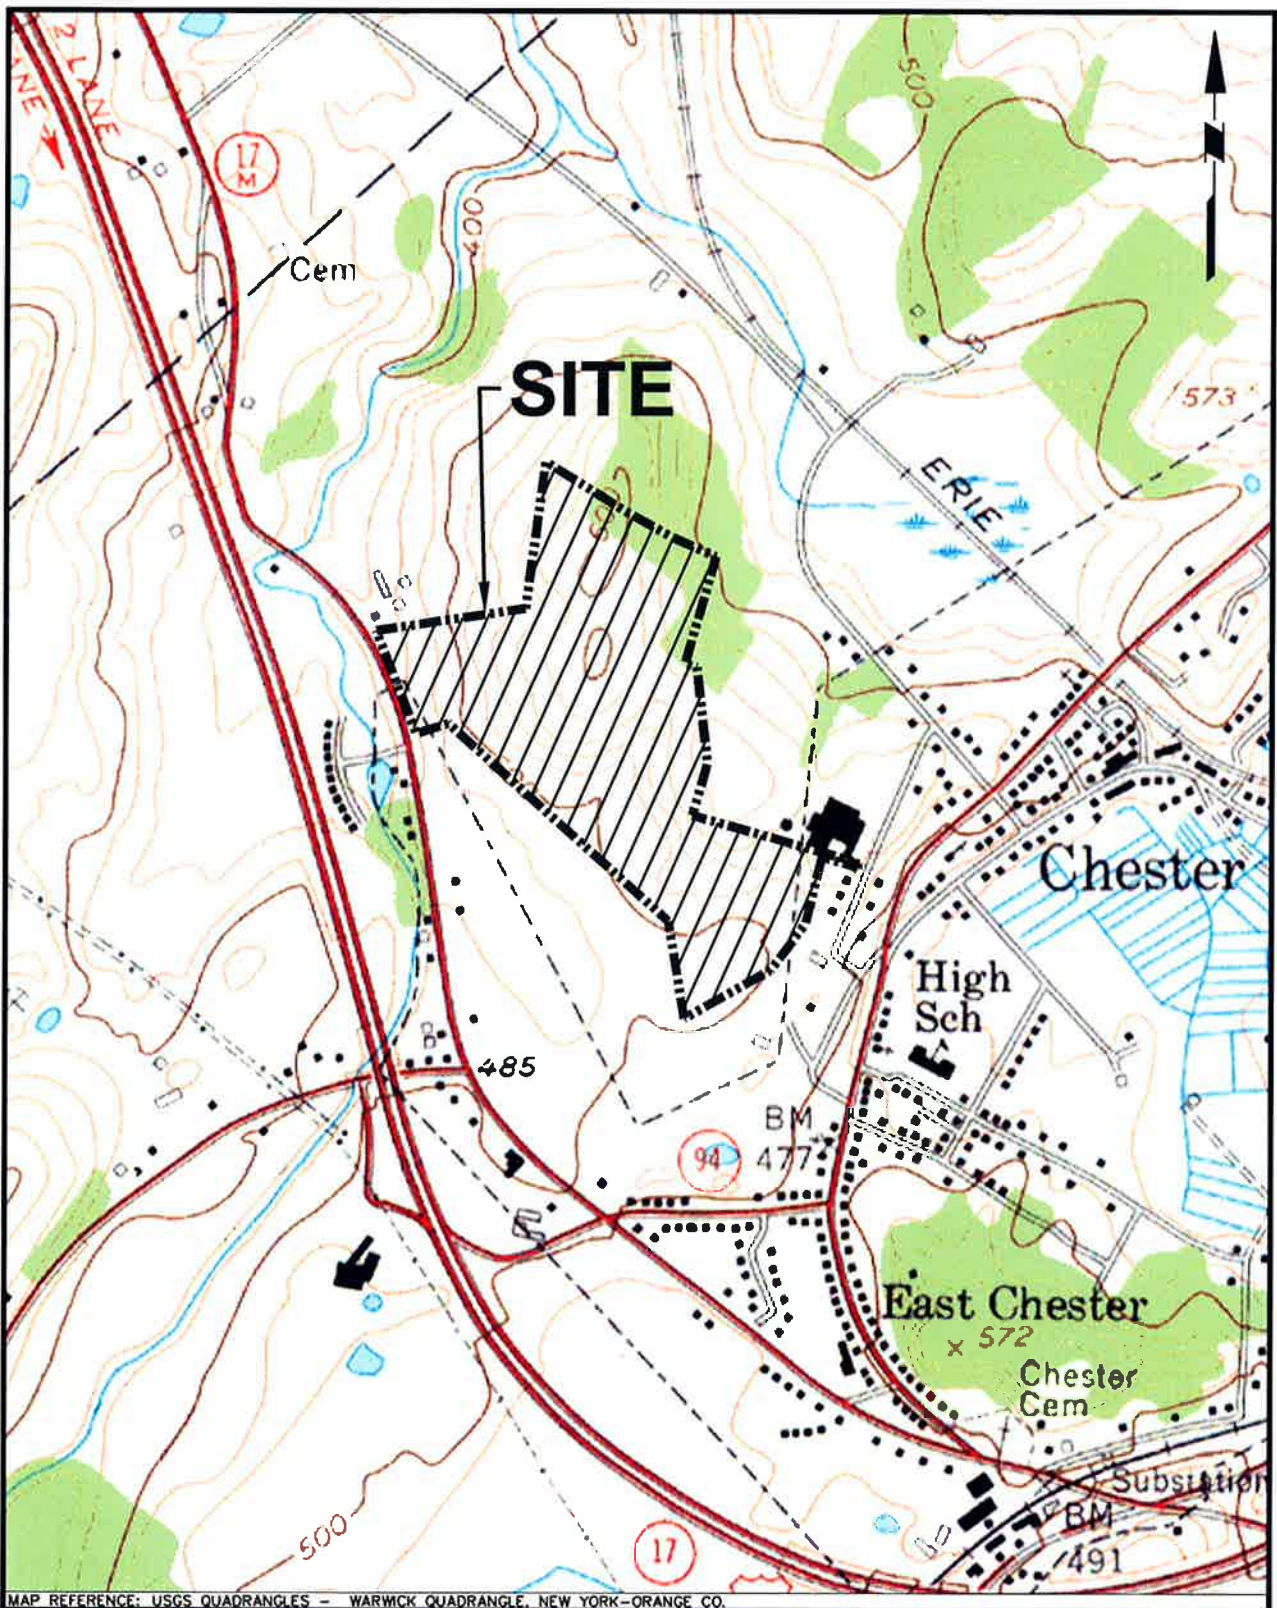 2 LANE
ANE
17
M
500
N
400
Cem
SITE
573
ERIE
Chester
High
Sch
485
BM
477
94
East Chester
x 572
Chester
Cem
Substation
BM
491
500
17
MAP REFERENCE: USGS QUADRANGLES – WARWICK QUADRANGLE, NEW YORK–ORANGE CO.